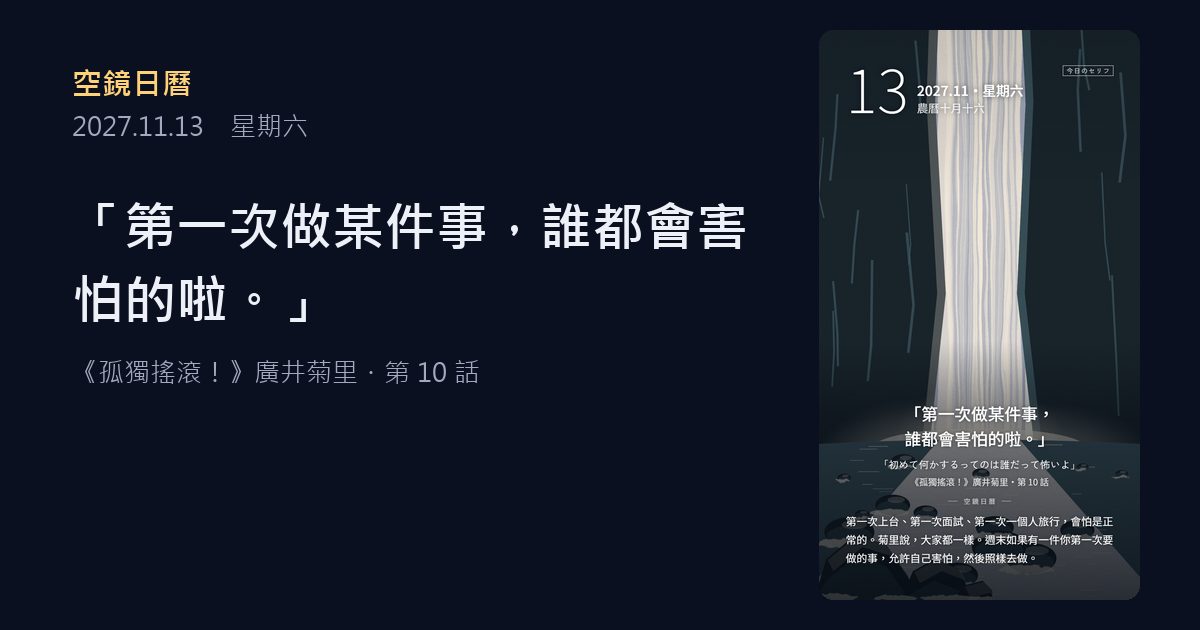 空鏡日曆
2027.11.13 星期六
「第一次做某件事，誰都會害
怕的啦。」
《孤獨搖滾！》廣井菊里・第 10 話
13
2027.11・星期六
農曆十月十六
今日のセリフ
「第一次做某件事，
誰都會害怕的啦。」
「初めて何かするってのは誰だって怖いよ」
《孤獨搖滾！》廣井菊里・第 10 話
— 空鏡日曆 —
第一次上台、第一次面試、第一次一個人旅行，會怕是正
常的。菊里說，大家都一樣。週末如果有一件你第一次要
做的事，允許自己害怕，然後照樣去做。